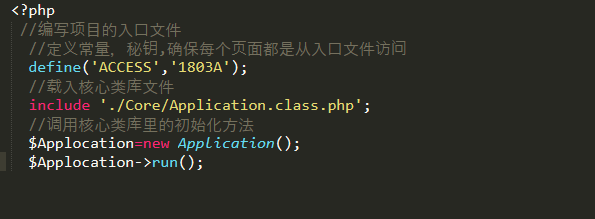 <?php
//编写项目的入口文件
//定义常量, 秘钥,确保每个页面都是从入口文件访问
define('ACCESS','1803A');
//载入核心类库文件
include './Core/Application.class.php';
//调用核心类库里的初始化方法
$Applocation=new Application();
$Applocation->run();